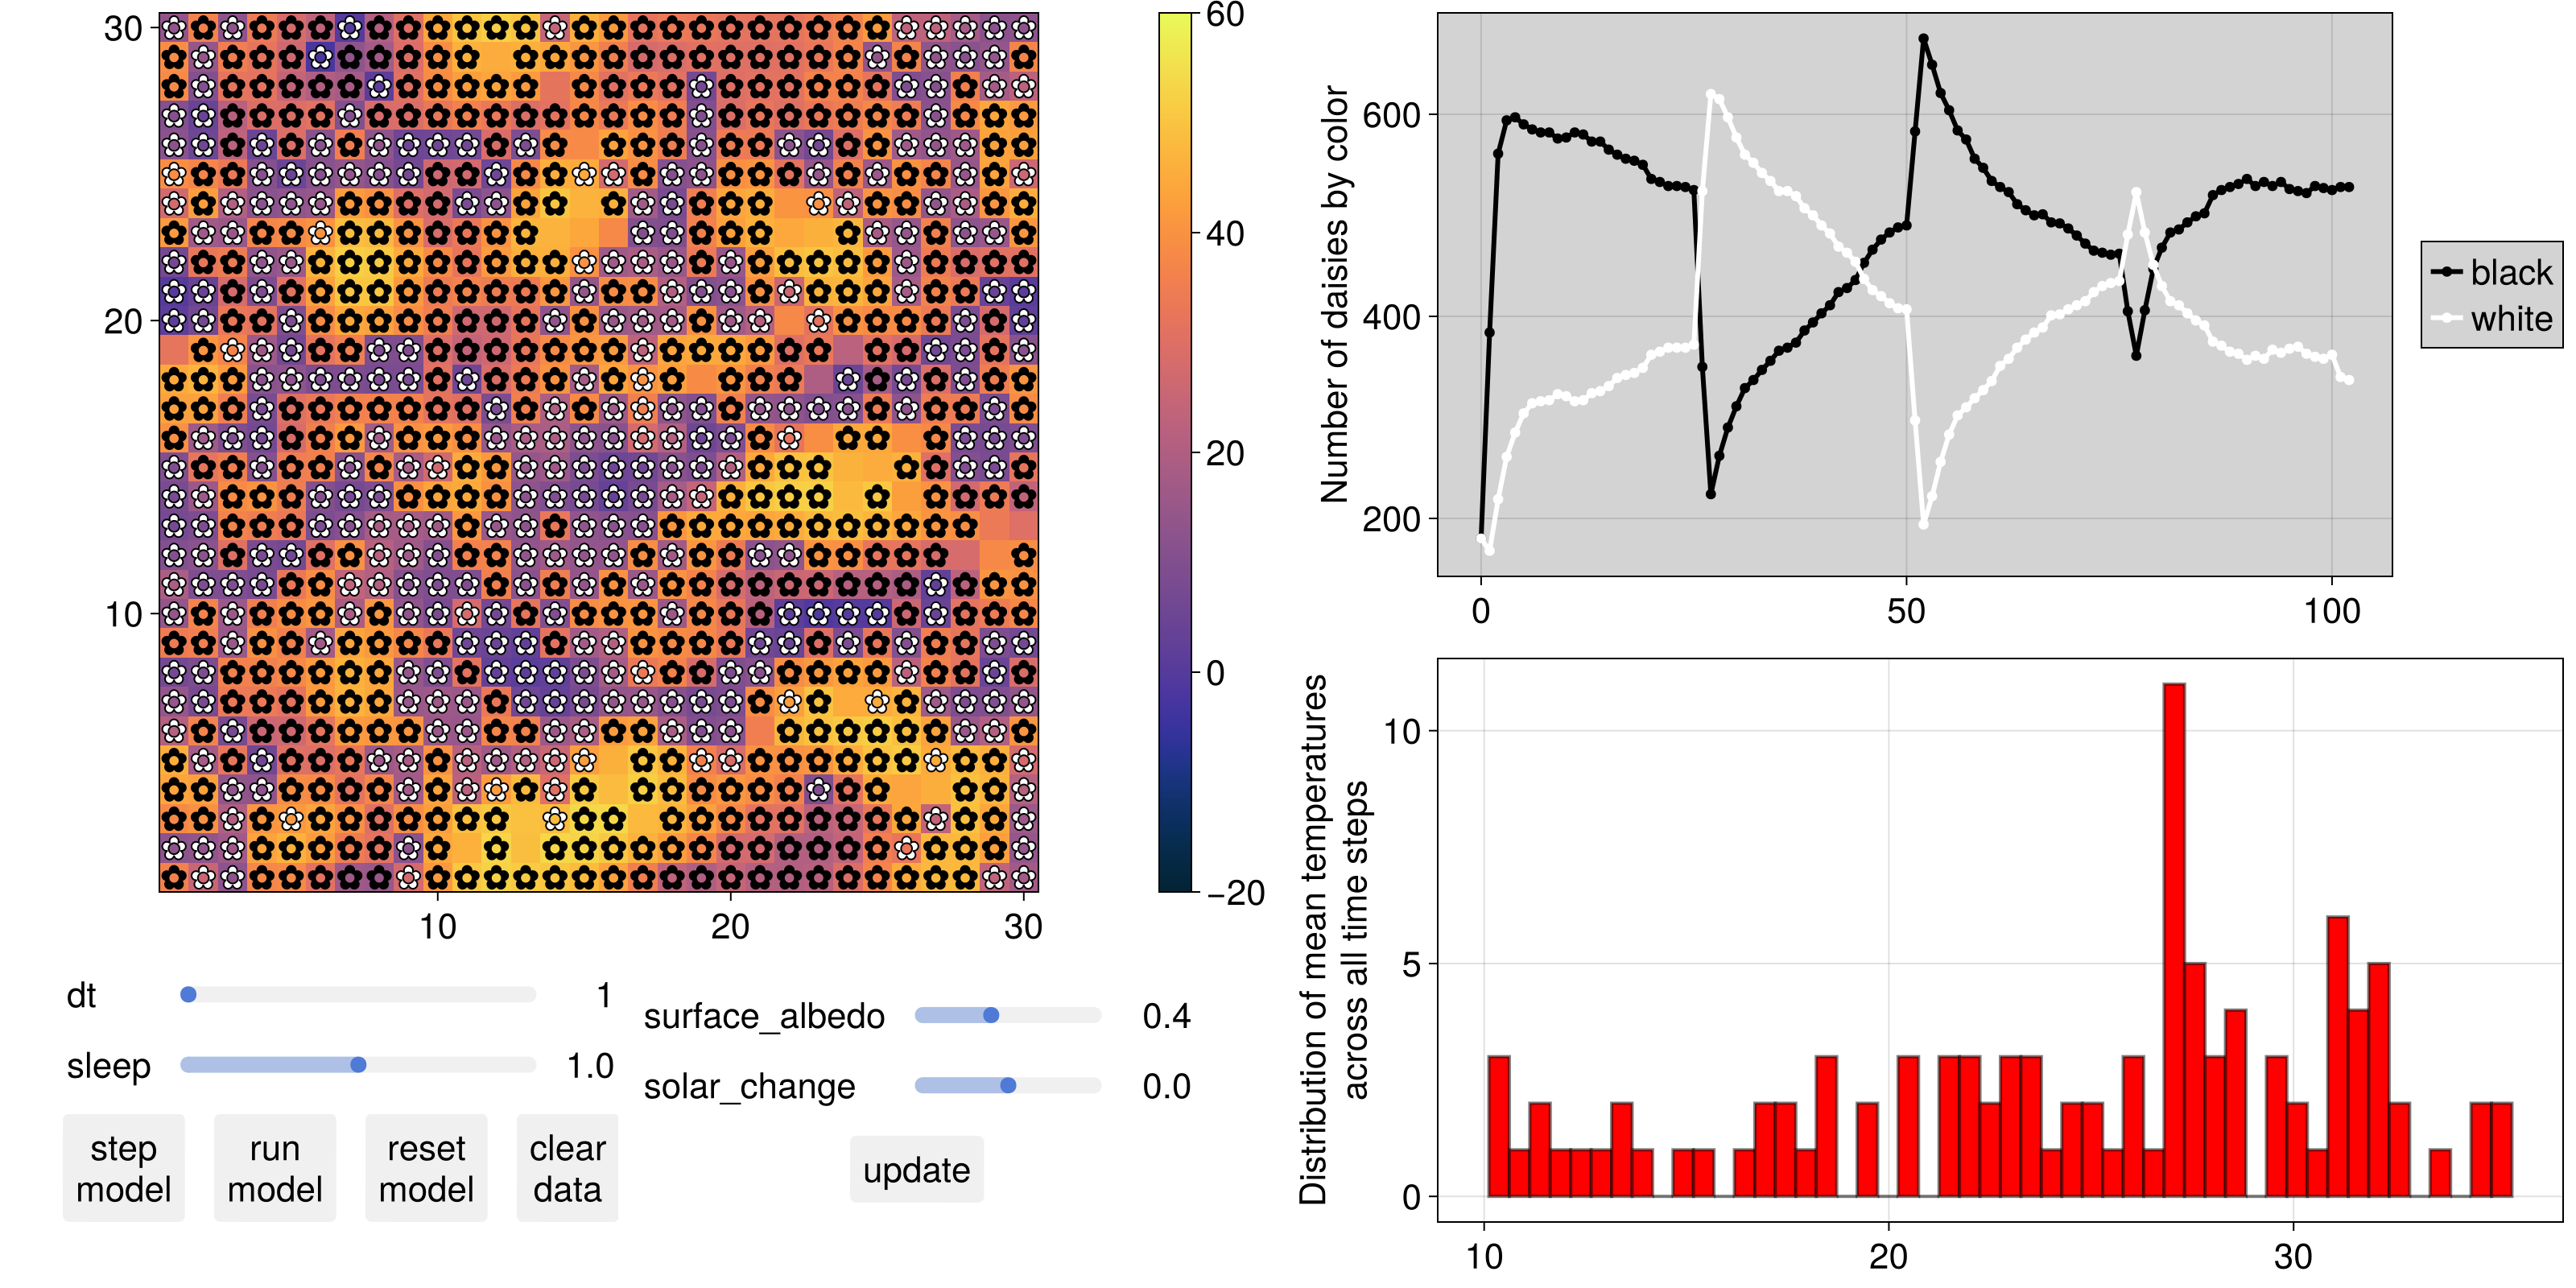 30
20
10
10
20
30
60
40
20
0
−20
Number of daisies by color
600
400
200
0
50
100
black
white
Distribution of mean temperatures
across all time steps
10
5
0
10
20
30
dt
1
sleep
1.0
surface_albedo
0.4
solar_change
0.0
step
model
run
model
reset
model
clear
data
update